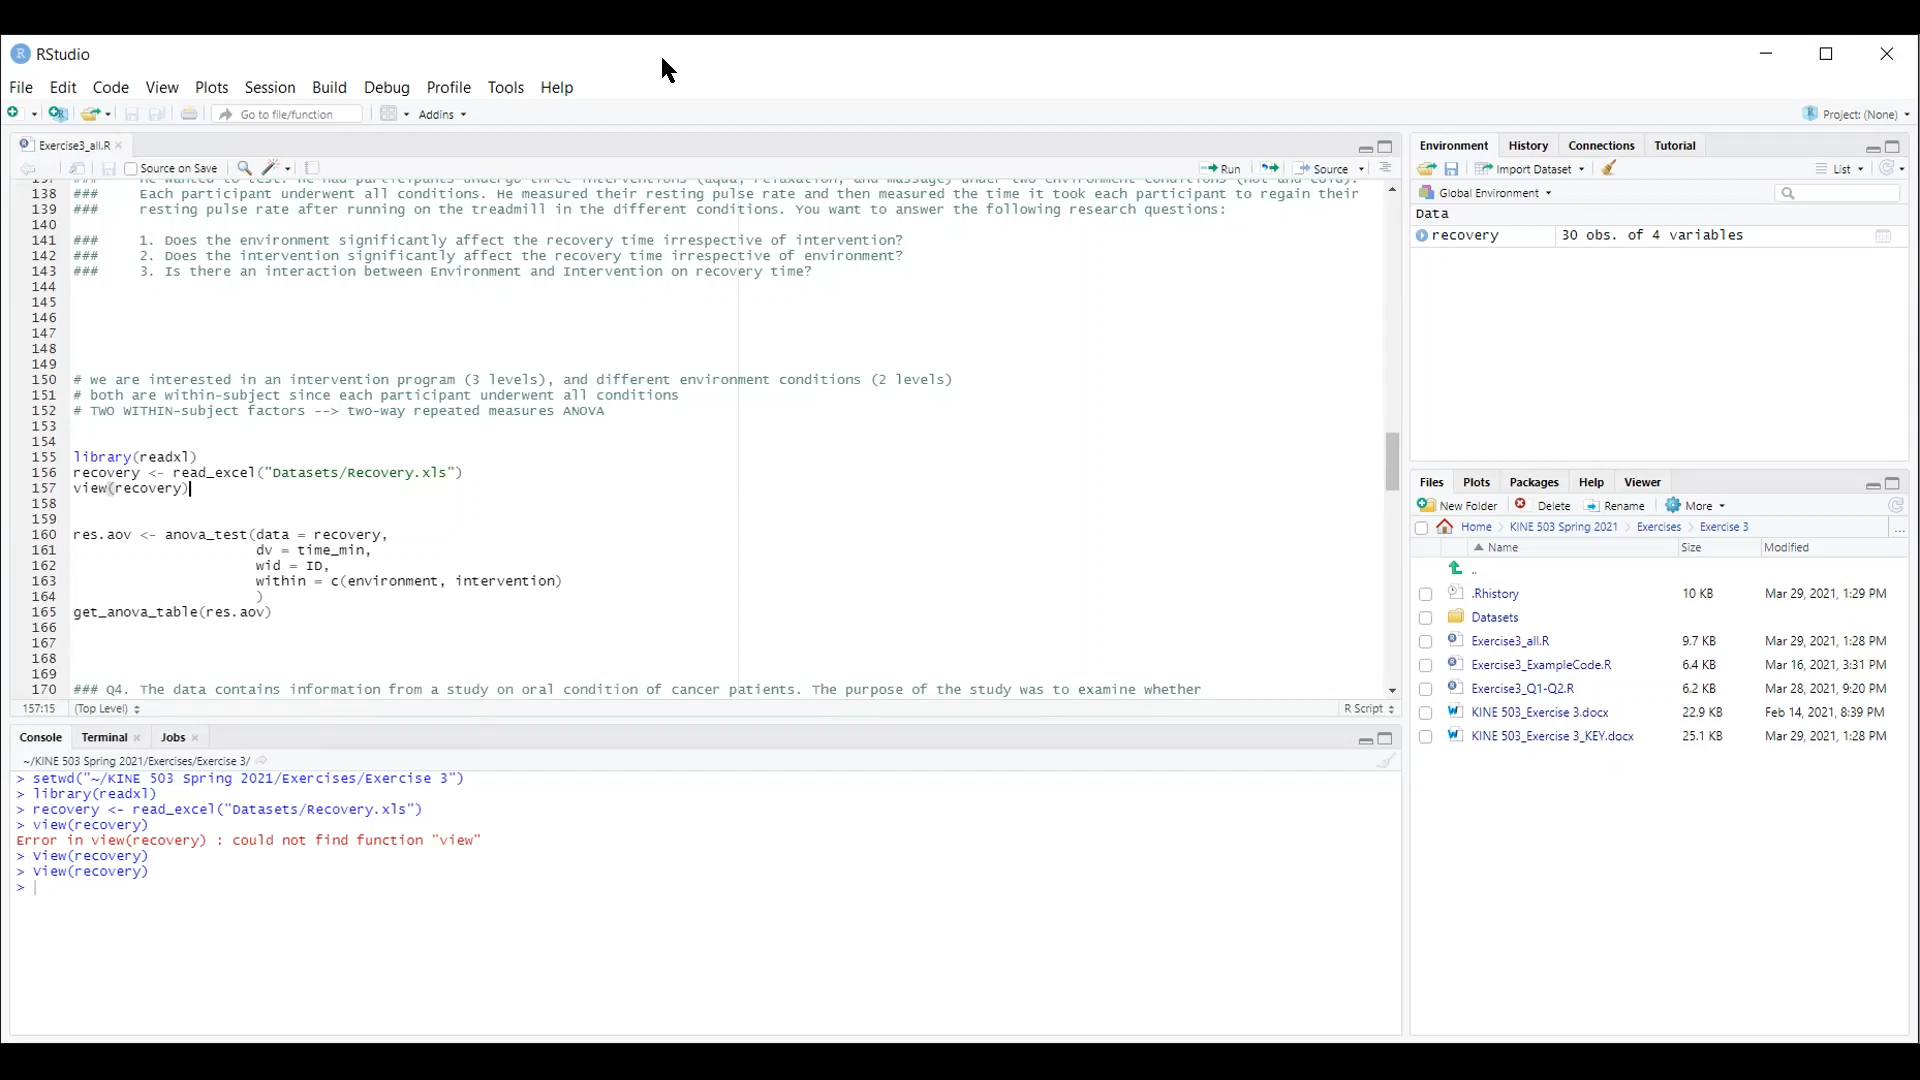 RStudio
File Edit Code View Plots Session Build Debug Profile Tools Help
Go to file/function Addins Project: (None)
Exercise3_all.R
Source on Save Run Source
138 ### Each participant underwent all conditions. He measured their resting pulse rate and then measured the time it took each participant to regain their
139 ### resting pulse rate after running on the treadmill in the different conditions. You want to answer the following research questions:
140
141 ### 1. Does the environment significantly affect the recovery time irrespective of intervention?
142 ### 2. Does the intervention significantly affect the recovery time irrespective of environment?
143 ### 3. Is there an interaction between Environment and Intervention on recovery time?
144
145
146
147
148
149
150 # we are interested in an intervention program (3 levels), and different environment conditions (2 levels)
151 # both are within-subject since each participant underwent all conditions
152 # TWO WITHIN-subject factors --> two-way repeated measures ANOVA
153
154
155 library(readxl)
156 recovery <- read_excel("Datasets/Recovery.xls")
157 view(recovery)
158
159
160 res.aov <- anova_test(data = recovery,
161 dv = time_min,
162 wid = ID,
163 within = c(environment, intervention)
164 )
165 get_anova_table(res.aov)
166
167
168
169
170 ### Q4. The data contains information from a study on oral condition of cancer patients. The purpose of the study was to examine whether
157:15 (Top Level) R Script
Console Terminal Jobs
~/KINE 503 Spring 2021/Exercises/Exercise 3/
> setwd("~/KINE 503 Spring 2021/Exercises/Exercise 3")
> library(readxl)
> recovery <- read_excel("Datasets/Recovery.xls")
> view(recovery)
Error in view(recovery) : could not find function "view"
> View(recovery)
> View(recovery)
>
Environment History Connections Tutorial
Import Dataset List
Global Environment
Data
recovery 30 obs. of 4 variables
Files Plots Packages Help Viewer
New Folder Delete Rename More
Home KINE 503 Spring 2021 Exercises Exercise 3 ...
Name Size Modified
..
.Rhistory 10 KB Mar 29, 2021, 1:29 PM
Datasets
Exercise3_all.R 9.7 KB Mar 29, 2021, 1:28 PM
Exercise3_ExampleCode.R 6.4 KB Mar 16, 2021, 3:31 PM
Exercise3_Q1-Q2.R 6.2 KB Mar 28, 2021, 9:20 PM
KINE 503_Exercise 3.docx 22.9 KB Feb 14, 2021, 8:39 PM
KINE 503_Exercise 3_KEY.docx 25.1 KB Mar 29, 2021, 1:28 PM